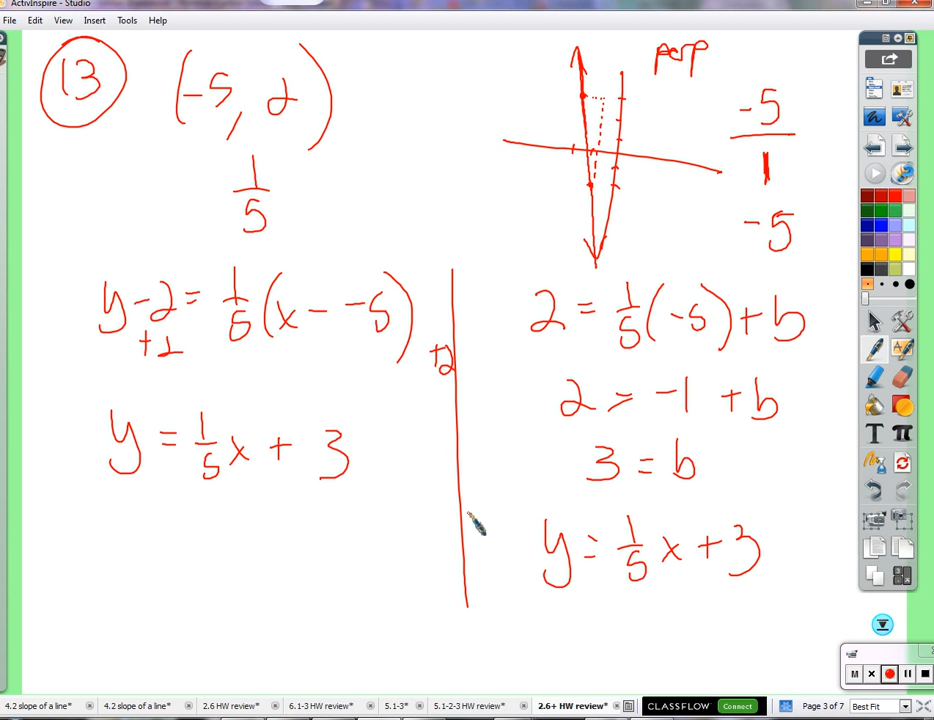 ActivInspire - Studio
File Edit View Insert Tools Help
13
(-5, 2)
1/5
perp
-5/1
-5
y-2 = 1/5(x - -5)
+2 +2
y = 1/5x + 3
2 = 1/5(-5) + b
2 = -1 + b
3 = b
y = 1/5x + 3
M
4.2 slope of a line* 4.2 slope of a line* 2.6 HW review* 6.1-3 HW review* 5.1-3* 5.1-2-3 HW review* 2.6+ HW review* CLASSFLOW Connect Page 3 of 7 Best Fit